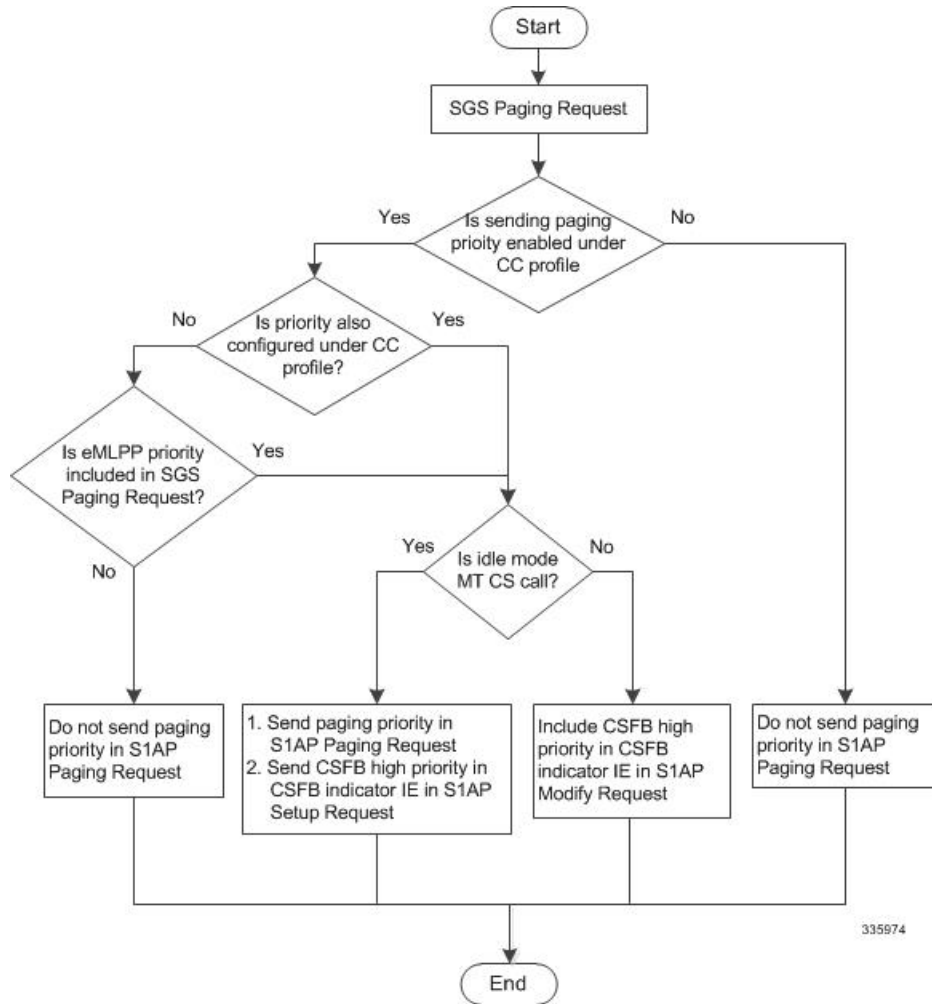 Start
SGS Paging Request
Yes
Is sending paging
prioity enabled under
CC profile
No
No
Is priority also
configured under CC
profile?
Yes
Is eMLPP priority
included in SGS
Paging Request?
Yes
No
Yes
Is idle mode
MT CS call?
No
Do not send paging
priority in S1AP
Paging Request
1. Send paging priority in
S1AP Paging Request
2. Send CSFB high priority in
CSFB indicator IE in S1AP
Setup Request
Include CSFB high
priority in CSFB
indicator IE in S1AP
Modify Request
Do not send paging
priority in S1AP
Paging Request
335974
End